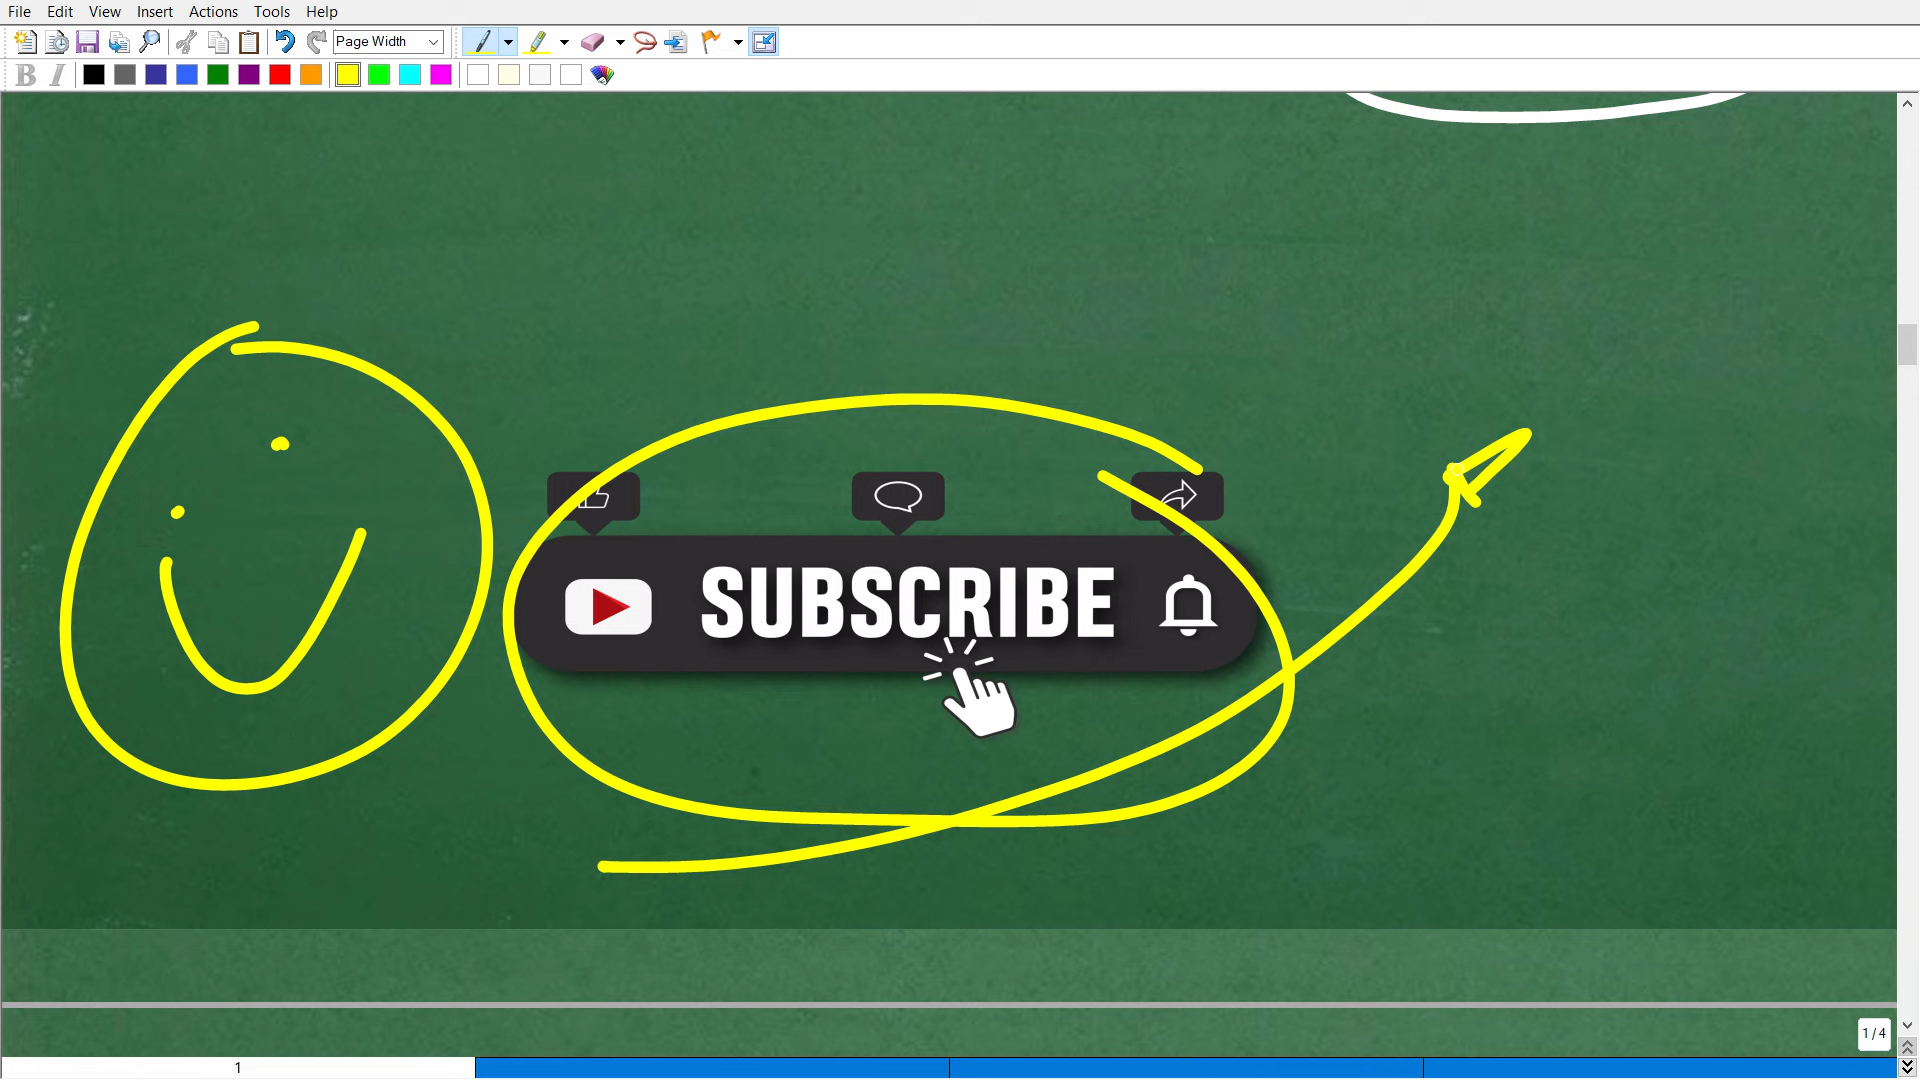 File Edit View Insert Actions Tools Help
Page Width
B I
SUBSCRIBE
1 / 4
1